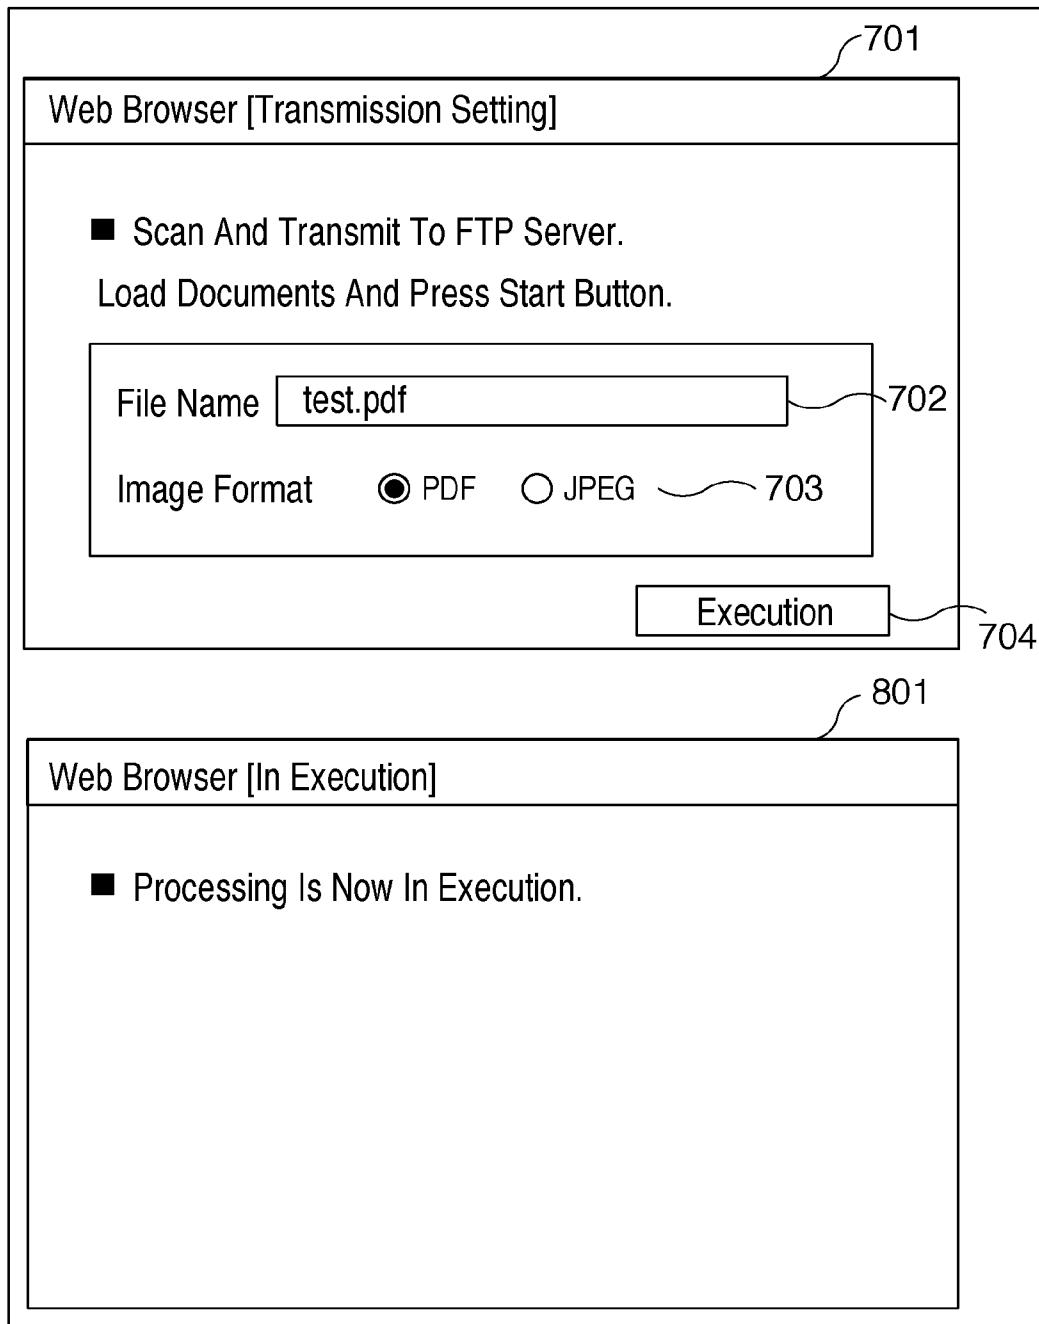 701
Web Browser [Transmission Setting]
■ Scan And Transmit To FTP Server.
Load Documents And Press Start Button.
File Name test.pdf 702
Image Format PDF JPEG 703
Execution 704
801
Web Browser [In Execution]
■ Processing Is Now In Execution.